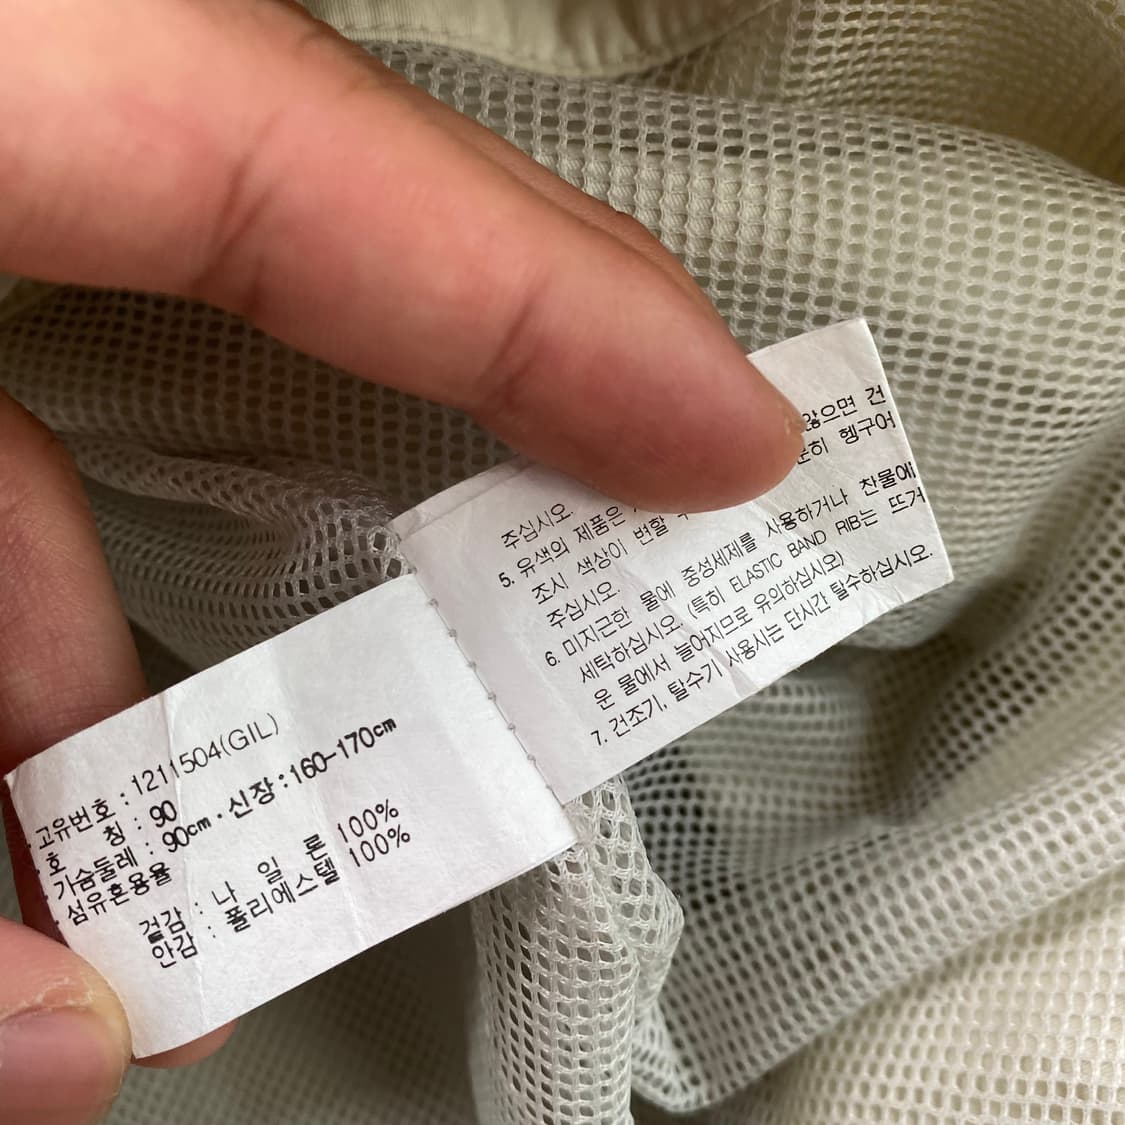 고유번호 : 1211504(GIL)
호 칭 : 90
가슴둘레 : 90cm . 신장 : 160-170cm
섬유혼용율
겉감 : 나 일 론 100%
안감 : 폴리에스텔 100%
않으면 건
헹구어
주십시오.
5. 유색의 제품은
조시 색상이 변할
주십시오.
6. 미지근한 물에 중성세제를 사용하거나 찬물에
세탁하십시오. (특히 ELASTIC BAND RIB는 뜨거
운 물에서 늘어지므로 유의하십시오)
7. 건조기, 탈수기 사용시는 단시간 탈수하십시오.